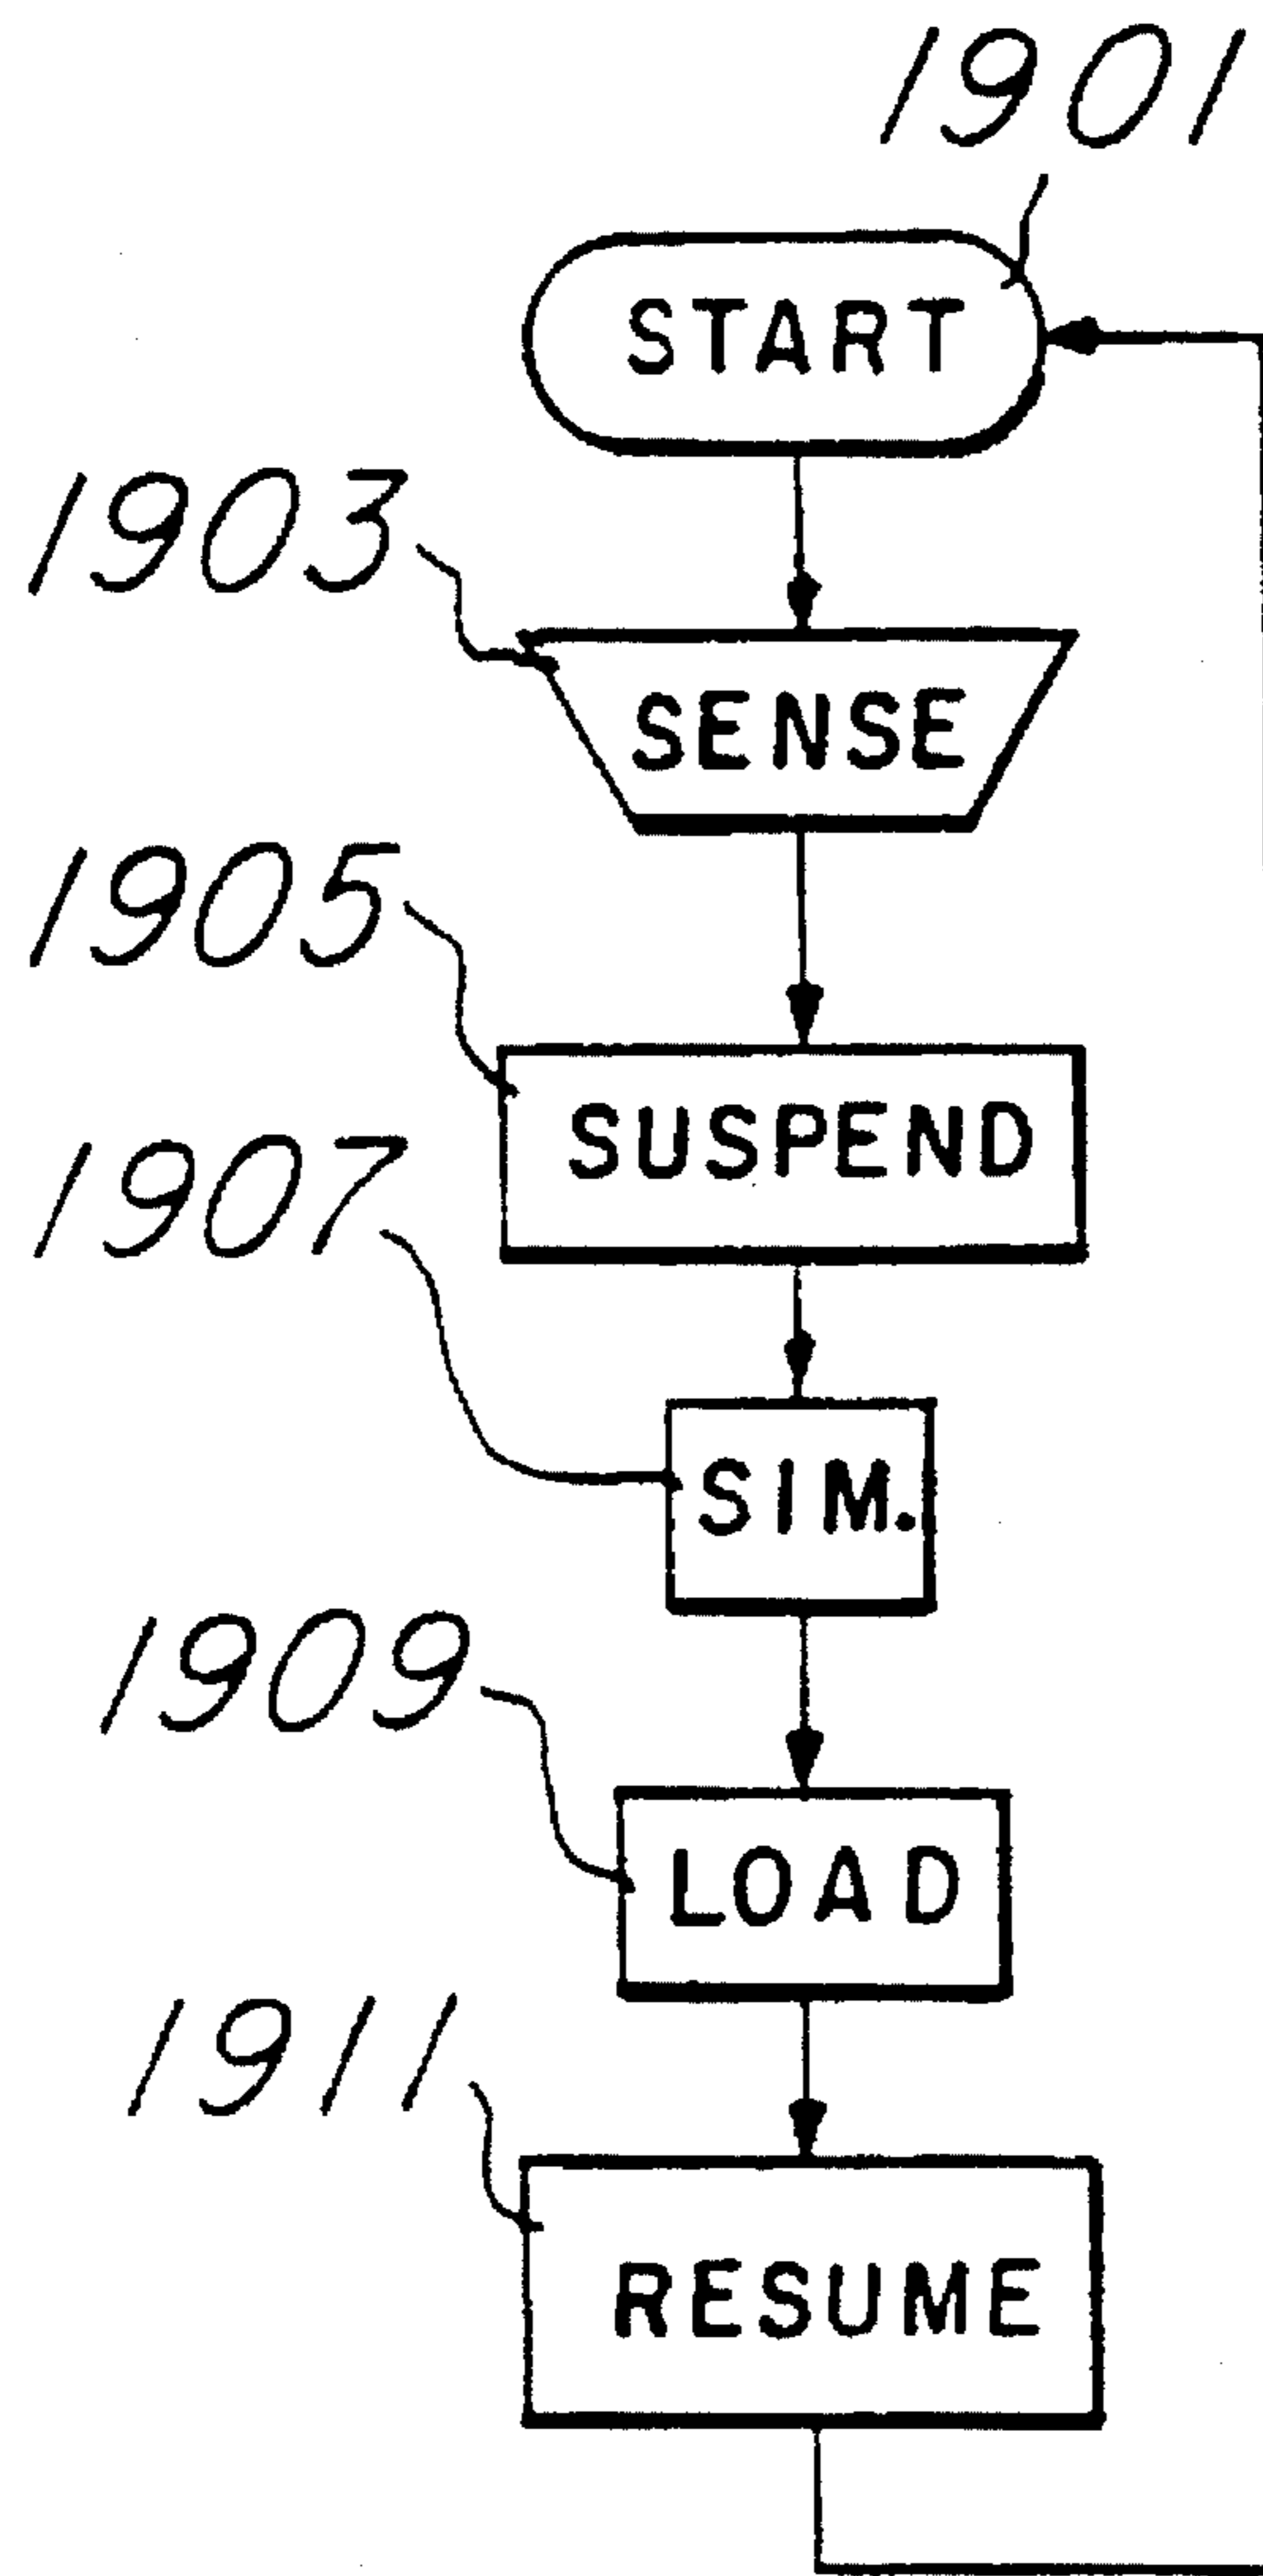 1901
START
1903
SENSE
1905
SUSPEND
1907
SIM.
1909
LOAD
1911
RESUME